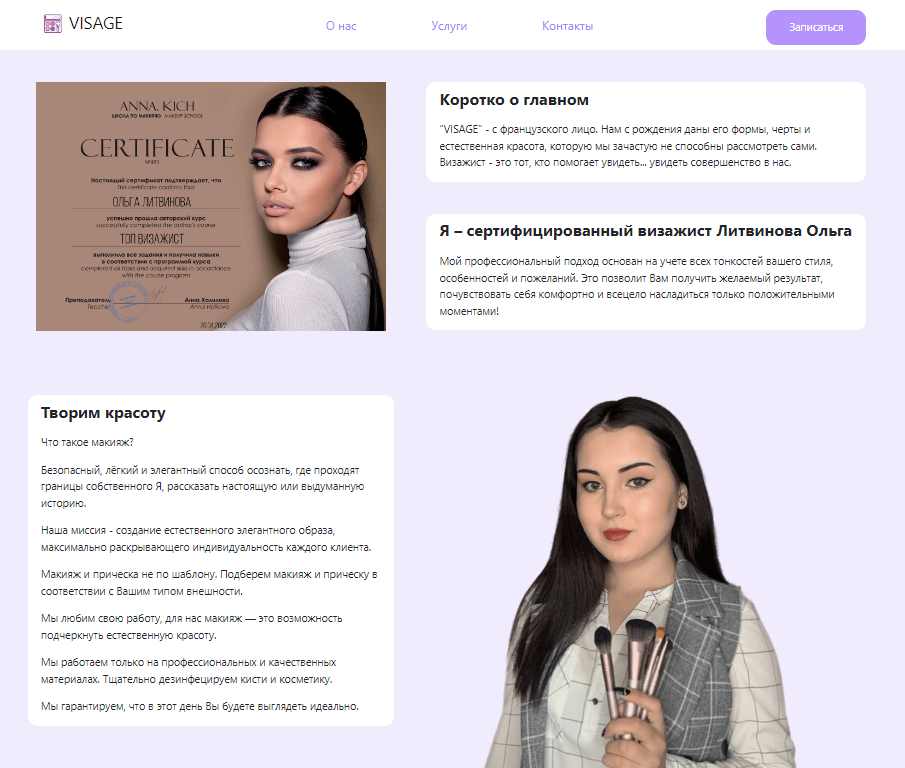 VISAGE
О нас
Услуги
Контакты
Записаться
ANNA KICH
ШКОЛА ПО МАКИЯЖУ MAKEUP SCHOOL
CERTIFICATE
Настоящий сертификат подтверждает, что
This certificate confirms that
ОЛЬГА ЛИТВИНОВА
успешно прошла авторский курс
successfully completed the author's course
ТОП ВИЗАЖИСТ
выполнила все задания и получила навыки
в соответствии с программой курса
completed all tasks and acquired skills in accordance
with the course program
Преподаватель
Teacher
Анна Халилова
Anna Halilova
20.04.2022
Коротко о главном
"VISAGE" - с французского лицо. Нам с рождения даны его формы, черты и
естественная красота, которую мы зачастую не способны рассмотреть сами.
Визажист - это тот, кто помогает увидеть... увидеть совершенство в нас.
Я – сертифицированный визажист Литвинова Ольга
Мой профессиональный подход основан на учете всех тонкостей вашего стиля,
особенностей и пожеланий. Это позволит Вам получить желаемый результат,
почувствовать себя комфортно и всецело насладиться только положительными
моментами!
Творим красоту
Что такое макияж?
Безопасный, лёгкий и элегантный способ осознать, где проходят
границы собственного Я, рассказать настоящую или выдуманную
историю.
Наша миссия - создание естественного элегантного образа,
максимально раскрывающего индивидуальность каждого клиента.
Макияж и прическа не по шаблону. Подберем макияж и прическу в
соответствии с Вашим типом внешности.
Мы любим свою работу, для нас макияж — это возможность
подчеркнуть естественную красоту.
Мы работаем только на профессиональных и качественных
материалах. Тщательно дезинфецируем кисти и косметику.
Мы гарантируем, что в этот день Вы будете выглядеть идеально.